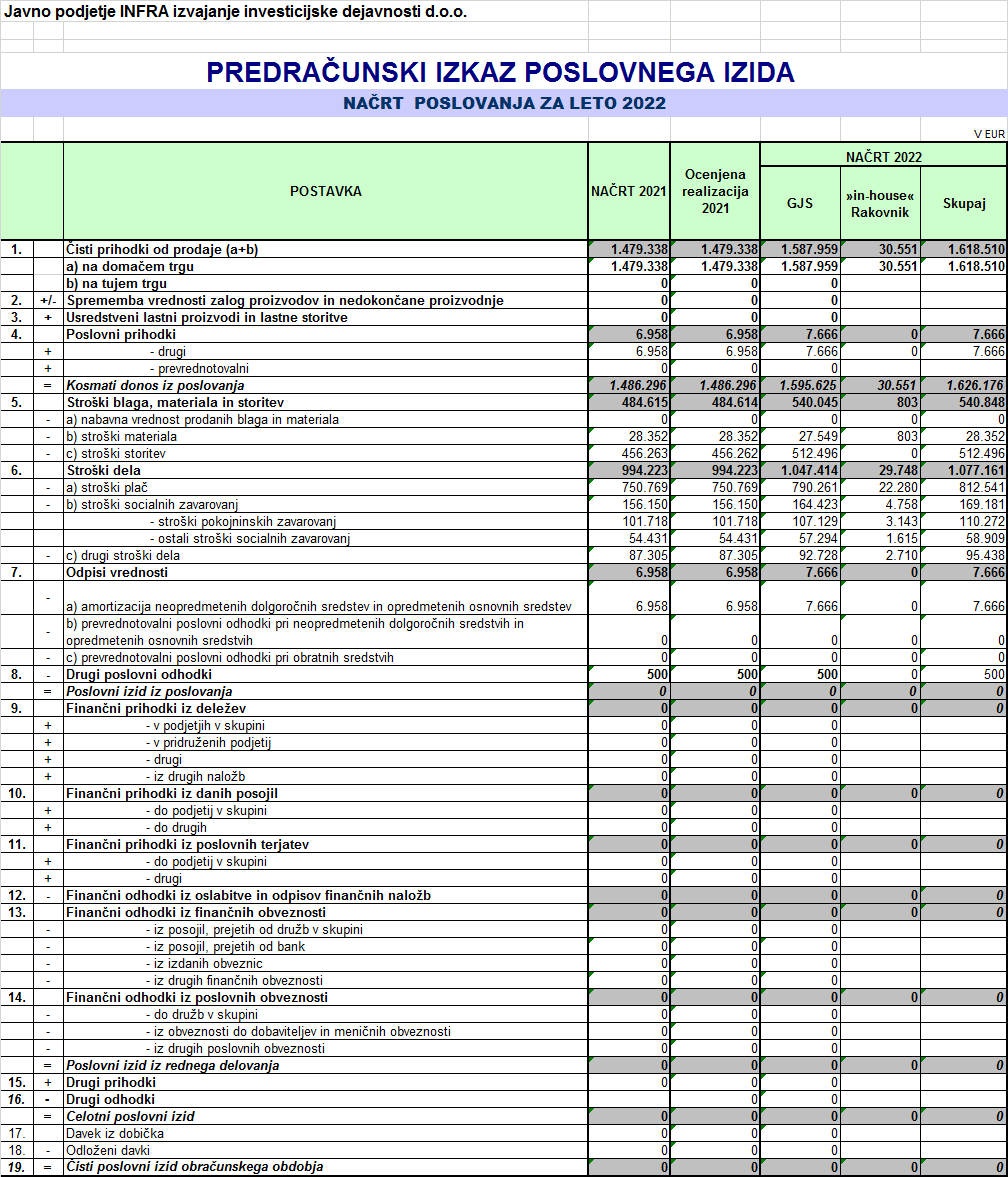 Javno podjetje INFRA izvajanje investicijske dejavnosti d.o.o.
PREDRAČUNSKI IZKAZ POSLOVNEGA IZIDA
NAČRT POSLOVANJA ZA LETO 2022
V EUR
POSTAVKA NAČRT 2021 Ocenjena realizacija 2021 NAČRT 2022
GJS »in-house« Rakovnik Skupaj
1. Čisti prihodki od prodaje (a+b) 1.479.338 1.479.338 1.587.959 30.551 1.618.510
a) na domačem trgu 1.479.338 1.479.338 1.587.959 30.551 1.618.510
b) na tujem trgu 0 0 0
2. +/- Sprememba vrednosti zalog proizvodov in nedokončane proizvodnje 0 0 0
3. + Usredstveni lastni proizvodi in lastne storitve 0 0 0
4. Poslovni prihodki 6.958 6.958 7.666 0 7.666
+ - drugi 6.958 6.958 7.666 0 7.666
+ - prevrednotovalni 0 0 0
= Kosmati donos iz poslovanja 1.486.296 1.486.296 1.595.625 30.551 1.626.176
5. Stroški blaga, materiala in storitev 484.615 484.614 540.045 803 540.848
- a) nabavna vrednost prodanih blaga in materiala 0 0 0 0 0
- b) stroški materiala 28.352 28.352 27.549 803 28.352
- c) stroški storitev 456.263 456.262 512.496 0 512.496
6. Stroški dela 994.223 994.223 1.047.414 29.748 1.077.161
- a) stroški plač 750.769 750.769 790.261 22.280 812.541
- b) stroški socialnih zavarovanj 156.150 156.150 164.423 4.758 169.181
- stroški pokojninskih zavarovanj 101.718 101.718 107.129 3.143 110.272
- ostali stroški socialnih zavarovanj 54.431 54.431 57.294 1.615 58.909
- c) drugi stroški dela 87.305 87.305 92.728 2.710 95.438
7. Odpisi vrednosti 6.958 6.958 7.666 0 7.666
- a) amortizacija neopredmetenih dolgoročnih sredstev in opredmetenih osnovnih sredstev 6.958 6.958 7.666 0 7.666
- b) prevrednotovalni poslovni odhodki pri neopredmetenih dolgoročnih sredstvih in
opredmetenih osnovnih sredstvih 0 0 0 0 0
- c) prevrednotovalni poslovni odhodki pri obratnih sredstvih 0 0 0 0 0
8. - Drugi poslovni odhodki 500 500 500 0 500
= Poslovni izid iz poslovanja 0 0 0 0 0
9. Finančni prihodki iz deležev 0 0 0 0 0
+ - v podjetjih v skupini 0 0 0
+ - v pridruženih podjetij 0 0 0
+ - drugi 0 0 0
+ - iz drugih naložb 0 0 0
10. Finančni prihodki iz danih posojil 0 0 0 0 0
+ - do podjetij v skupini 0 0 0
+ - do drugih 0 0 0
11. Finančni prihodki iz poslovnih terjatev 0 0 0 0 0
+ - do podjetij v skupini 0 0 0
+ - drugi 0 0 0
12. - Finančni odhodki iz oslabitve in odpisov finančnih naložb 0 0 0 0 0
13. Finančni odhodki iz finančnih obveznosti 0 0 0 0 0
- - iz posojil, prejetih od družb v skupini 0 0 0
- - iz posojil, prejetih od bank 0 0 0
- - iz izdanih obveznic 0 0 0
- - iz drugih finančnih obveznosti 0 0 0
14. Finančni odhodki iz poslovnih obveznosti 0 0 0 0 0
- - do družb v skupini 0 0 0
- - iz obveznosti do dobaviteljev in meničnih obveznosti 0 0 0
- - iz drugih poslovnih obveznosti 0 0 0
= Poslovni izid iz rednega delovanja 0 0 0 0 0
15. + Drugi prihodki 0 0 0
16. - Drugi odhodki 0 0
= Celotni poslovni izid 0 0 0 0 0
17. Davek iz dobička 0 0 0
18. - Odloženi davki 0 0 0
19. = Čisti poslovni izid obračunskega obdobja 0 0 0 0 0